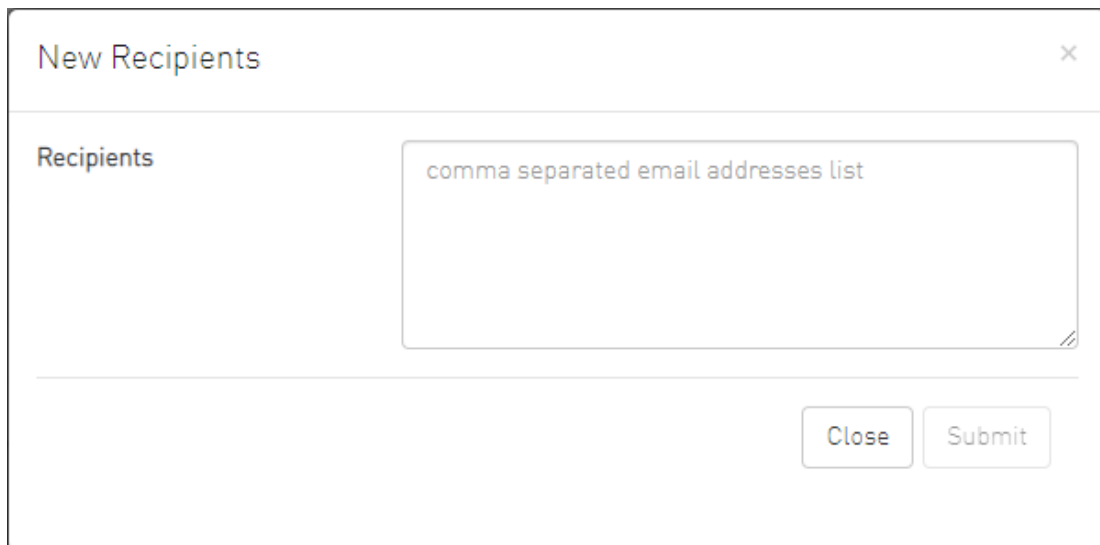 New Recipients
×
Recipients
comma separated email addresses list
Close
Submit